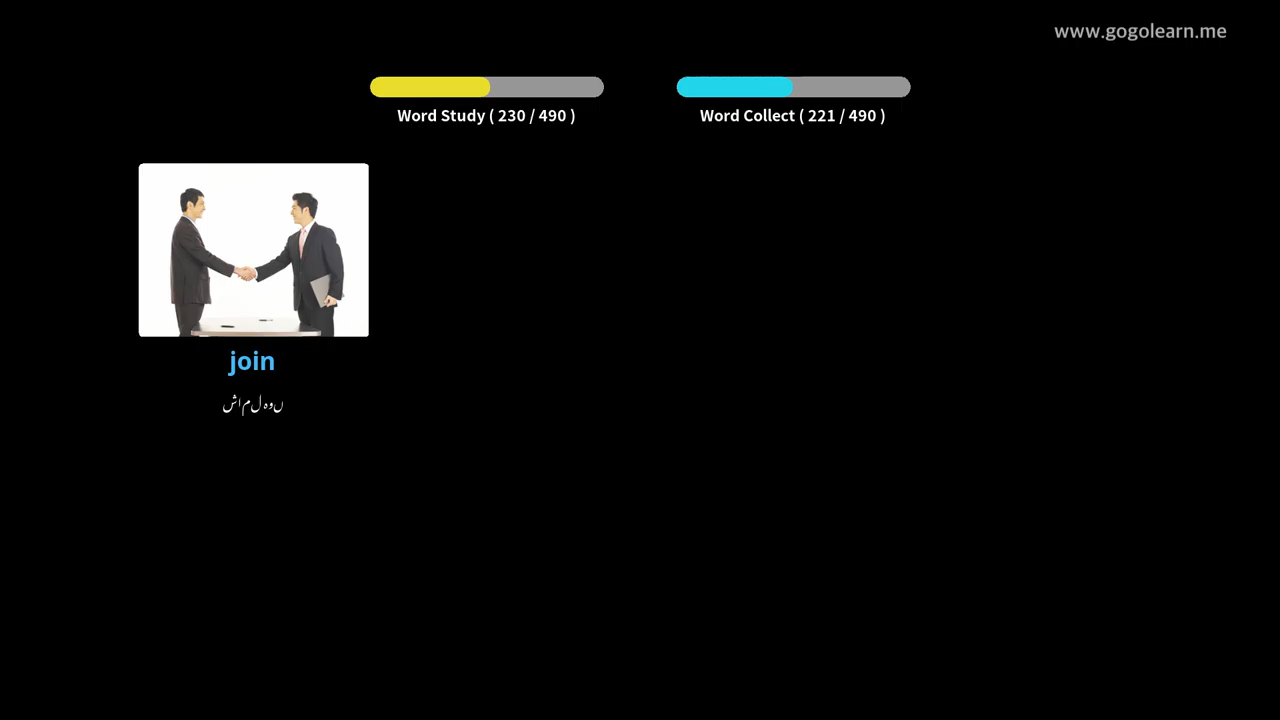 www.gogolearn.me
Word Study ( 230 / 490 )
Word Collect ( 221 / 490 )
join
شامل ہوں